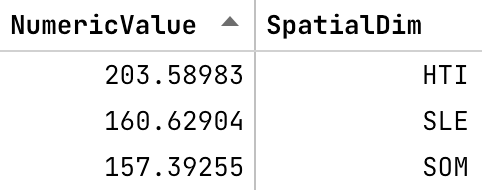 NumericValue SpatialDim
203.58983 HTI
160.62904 SLE
157.39255 SOM